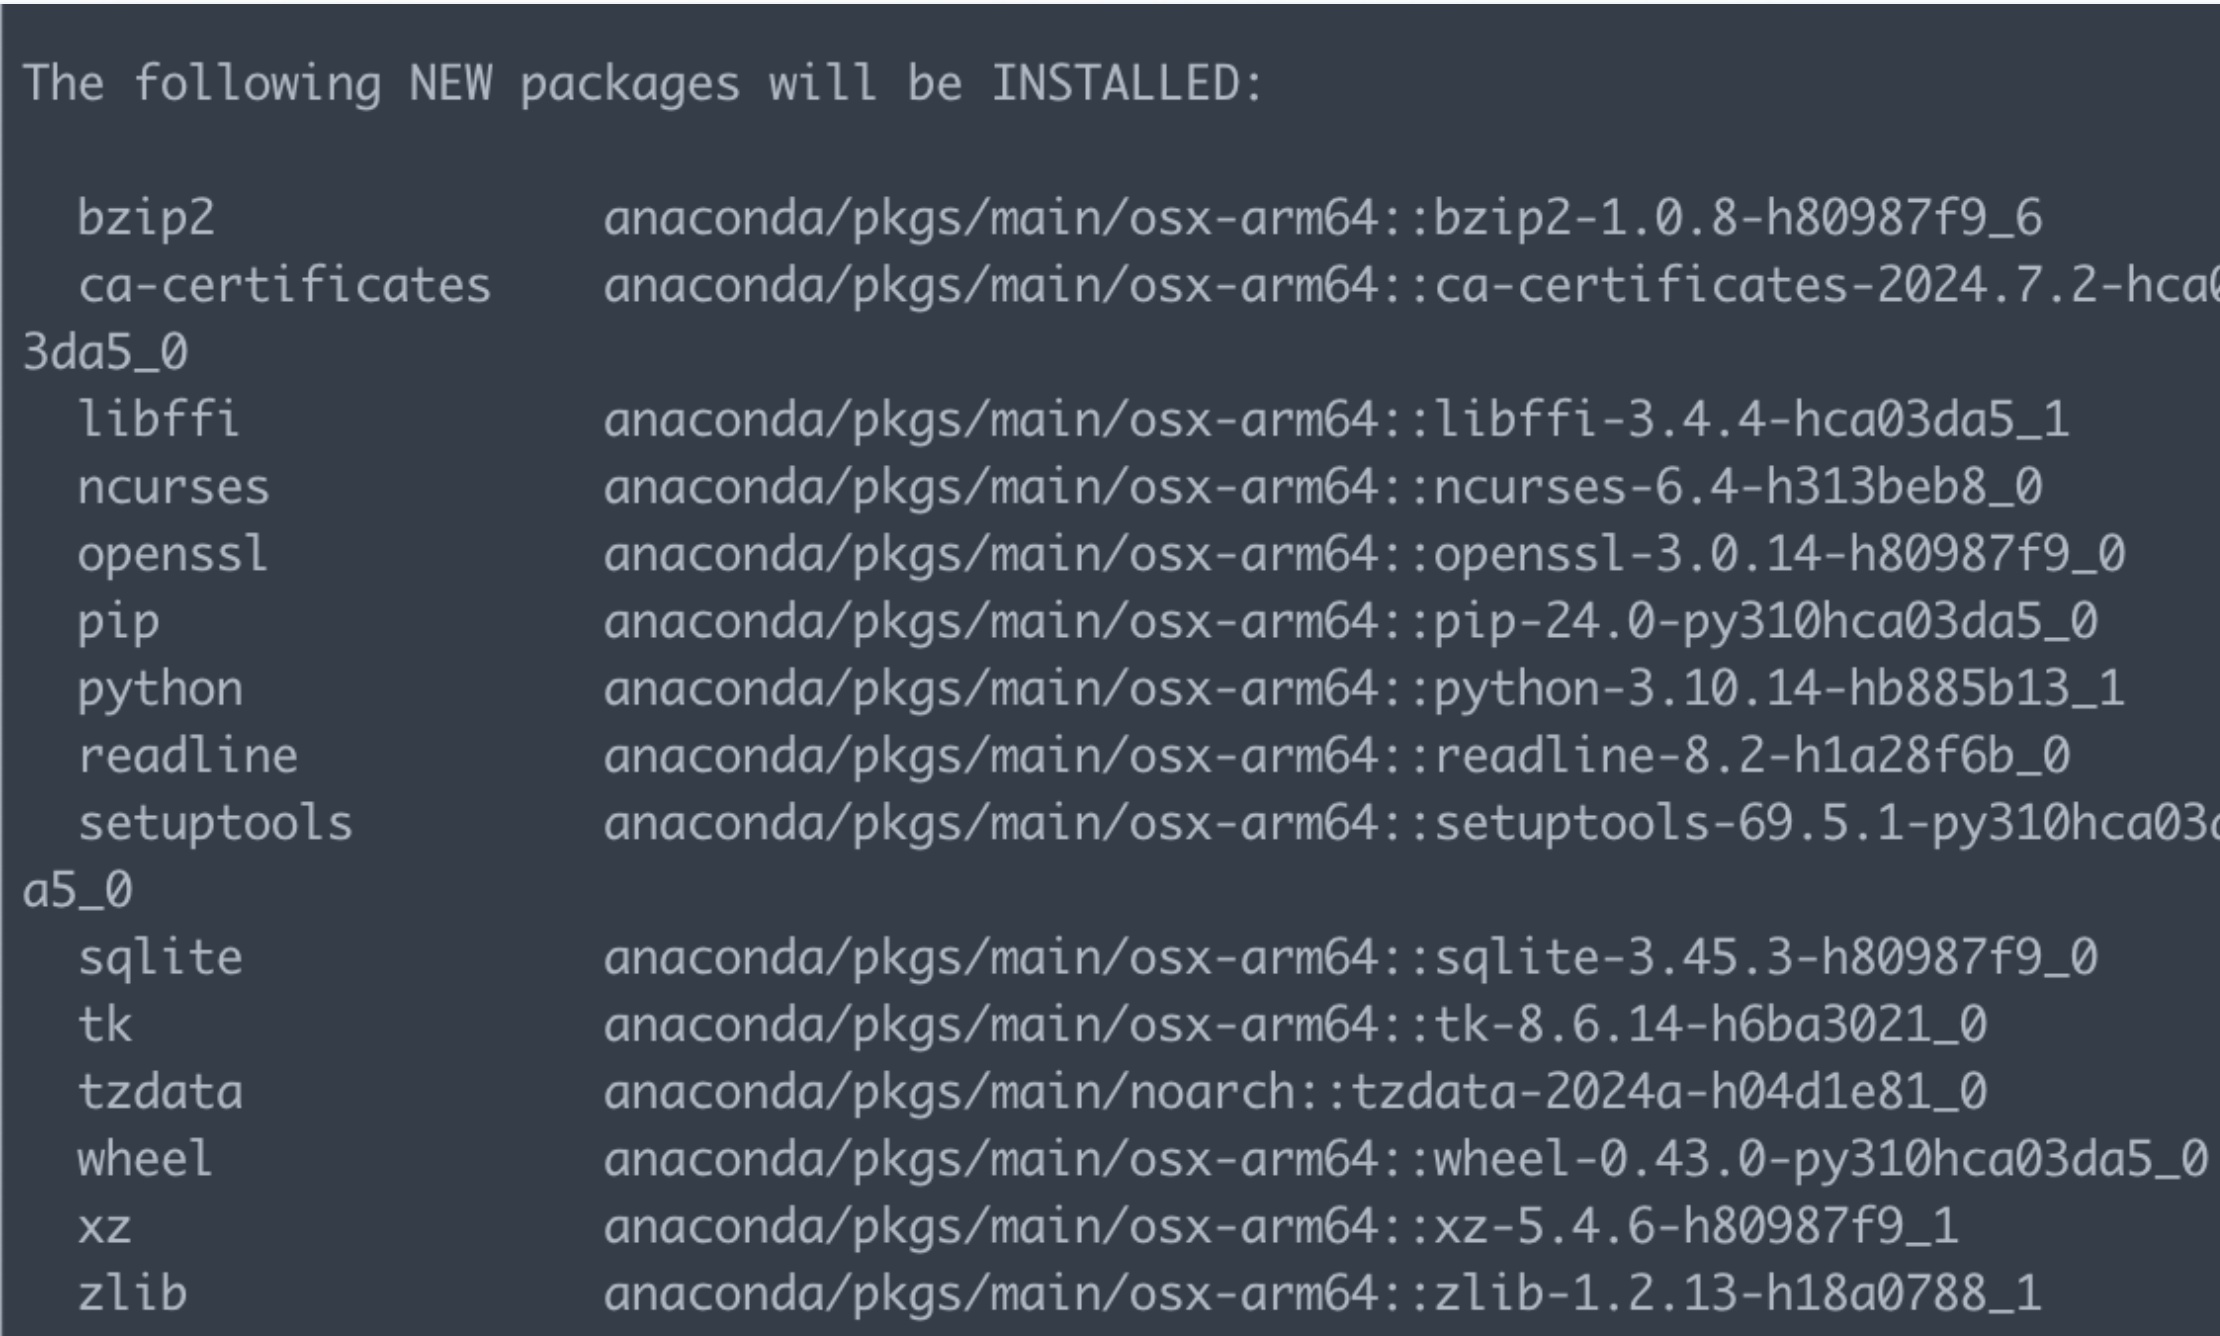 The following NEW packages will be INSTALLED:
bzip2 anaconda/pkgs/main/osx-arm64::bzip2-1.0.8-h80987f9_6
ca-certificates anaconda/pkgs/main/osx-arm64::ca-certificates-2024.7.2-hca0
3da5_0
libffi anaconda/pkgs/main/osx-arm64::libffi-3.4.4-hca03da5_1
ncurses anaconda/pkgs/main/osx-arm64::ncurses-6.4-h313beb8_0
openssl anaconda/pkgs/main/osx-arm64::openssl-3.0.14-h80987f9_0
pip anaconda/pkgs/main/osx-arm64::pip-24.0-py310hca03da5_0
python anaconda/pkgs/main/osx-arm64::python-3.10.14-hb885b13_1
readline anaconda/pkgs/main/osx-arm64::readline-8.2-h1a28f6b_0
setuptools anaconda/pkgs/main/osx-arm64::setuptools-69.5.1-py310hca03d
a5_0
sqlite anaconda/pkgs/main/osx-arm64::sqlite-3.45.3-h80987f9_0
tk anaconda/pkgs/main/osx-arm64::tk-8.6.14-h6ba3021_0
tzdata anaconda/pkgs/main/noarch::tzdata-2024a-h04d1e81_0
wheel anaconda/pkgs/main/osx-arm64::wheel-0.43.0-py310hca03da5_0
xz anaconda/pkgs/main/osx-arm64::xz-5.4.6-h80987f9_1
zlib anaconda/pkgs/main/osx-arm64::zlib-1.2.13-h18a0788_1